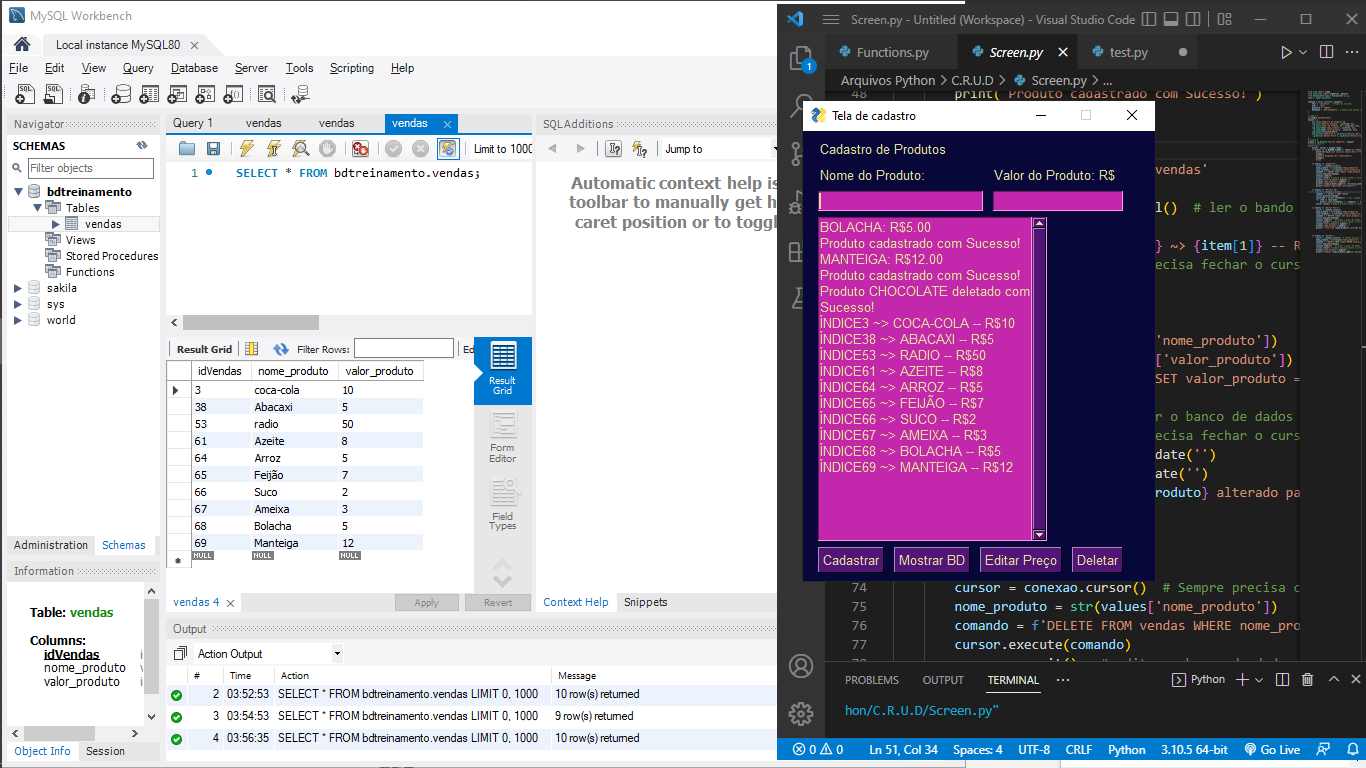 MySQL Workbench
Local instance MySQL80
File Edit View Query Database Server Tools Scripting Help
Navigator
SCHEMAS
Filter objects
bdtreinamento
Tables
vendas
Views
Stored Procedures
Functions
sakila
sys
world
Administration Schemas
Information
Table: vendas
Columns:
idVendas
nome_produto
valor_produto
Object Info Session
Query 1 vendas vendas vendas
Limit to 1000
1 SELECT * FROM bdtreinamento.vendas;
Result Grid Filter Rows: Ed
idVendas nome_produto valor_produto
3 coca-cola 10
38 Abacaxi 5
53 radio 50
61 Azeite 8
64 Arroz 5
65 Feijão 7
66 Suco 2
67 Ameixa 3
68 Bolacha 5
69 Manteiga 12
NULL NULL NULL
Result Grid
Form Editor
Field Types
vendas 4 Apply Revert
SQLAdditions
Jump to
Automatic context help is
toolbar to manually get h
caret position or to toggl
Context Help Snippets
Output
Action Output
# Time Action Message
2 03:52:53 SELECT * FROM bdtreinamento.vendas LIMIT 0, 1000 10 row(s) returned
3 03:54:53 SELECT * FROM bdtreinamento.vendas LIMIT 0, 1000 9 row(s) returned
4 03:56:35 SELECT * FROM bdtreinamento.vendas LIMIT 0, 1000 10 row(s) returned
Screen.py - Untitled (Workspace) - Visual Studio Code
Functions.py Screen.py test.py
1
Arquivos Python > C.R.U.D > Screen.py > ...
48 print('Produto cadastrado com Sucesso!')
Tela de cadastro
Cadastro de Produtos
Nome do Produto: Valor do Produto: R$
BOLACHA: R$5.00
Produto cadastrado com Sucesso!
MANTEIGA: R$12.00
Produto cadastrado com Sucesso!
Produto CHOCOLATE deletado com
Sucesso!
ÍNDICE3 ~> COCA-COLA -- R$10
ÍNDICE38 ~> ABACAXI -- R$5
ÍNDICE53 ~> RADIO -- R$50
ÍNDICE61 ~> AZEITE -- R$8
ÍNDICE64 ~> ARROZ -- R$5
ÍNDICE65 ~> FEIJÃO -- R$7
ÍNDICE66 ~> SUCO -- R$2
ÍNDICE67 ~> AMEIXA -- R$3
ÍNDICE68 ~> BOLACHA -- R$5
ÍNDICE69 ~> MANTEIGA -- R$12
Cadastrar Mostrar BD Editar Preço Deletar
vendas'
l() # ler o bando
} ~> {item[1]} -- R
ecisa fechar o curs
'nome_produto'])
['valor_produto'])
SET valor_produto =
r o banco de dados
ecisa fechar o curs
date('')
ate('')
roduto} alterado pa
74 cursor = conexao.cursor() # Sempre precisa c
75 nome_produto = str(values['nome_produto'])
76 comando = f'DELETE FROM vendas WHERE nome_pro
77 cursor.execute(comando)
PROBLEMS OUTPUT TERMINAL ... Python
hon/C.R.U.D/Screen.py"
0 0 Ln 51, Col 34 Spaces: 4 UTF-8 CRLF Python 3.10.5 64-bit Go Live